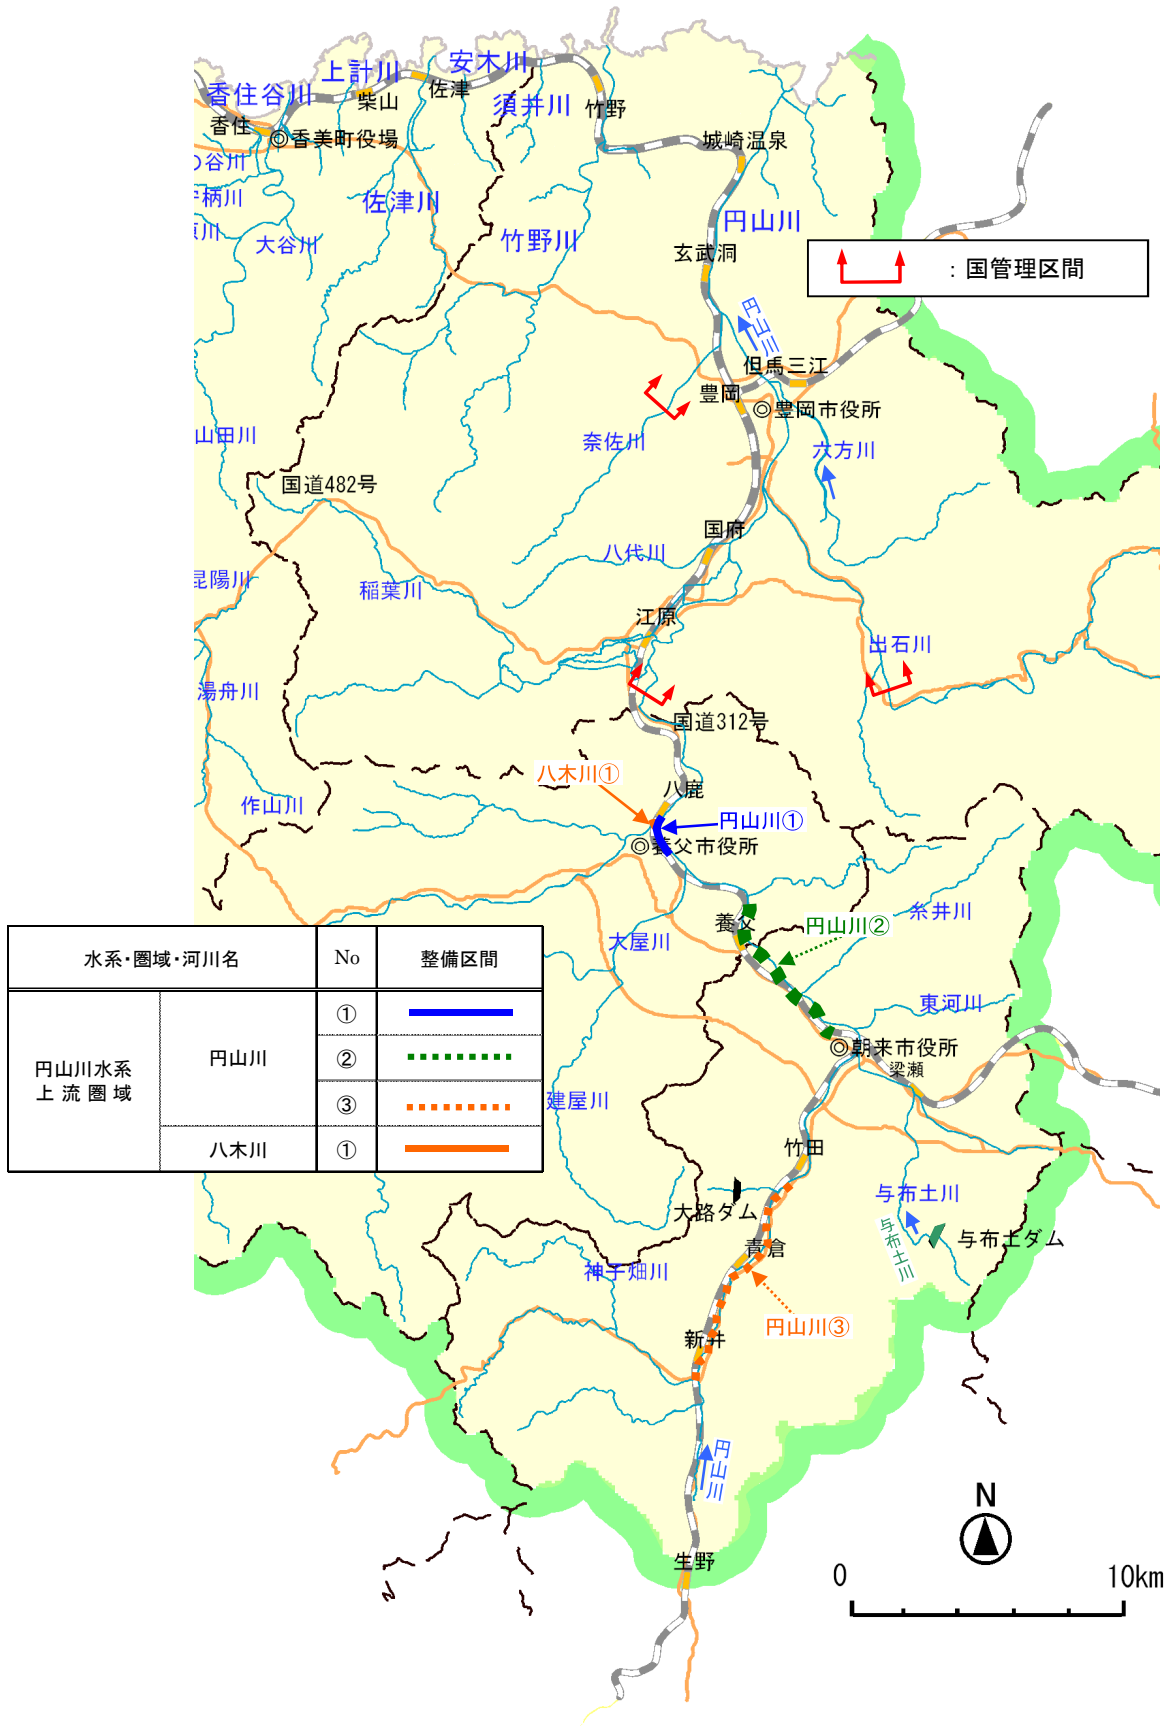 安木川
上計川
佐津
香住谷川
柴山
須井川
竹野
香住
◎香美町役場
城崎温泉
の谷川
佐津川
円山川
大谷川
竹野川
玄武洞
：国管理区間
円山川
但馬三江
豊岡
◎豊岡市役所
山田川
奈佐川
六方川
国道482号
国府
八代川
昆陽川
稲葉川
江原
出石川
湯舟川
国道312号
八木川①
八鹿
作山川
円山川①
◎養父市役所
養父
円山川②
糸井川
大屋川
水系・圏域・河川名
No
整備区間
①
円山川水系
上流圏域
円山川
②
③
八木川
①
東河川
◎朝来市役所
梁瀬
建屋川
竹田
大路ダム
与布土川
与布土川
与布土ダム
青倉
神子畑川
円山川③
新井
円山川
N
生野
0
10km